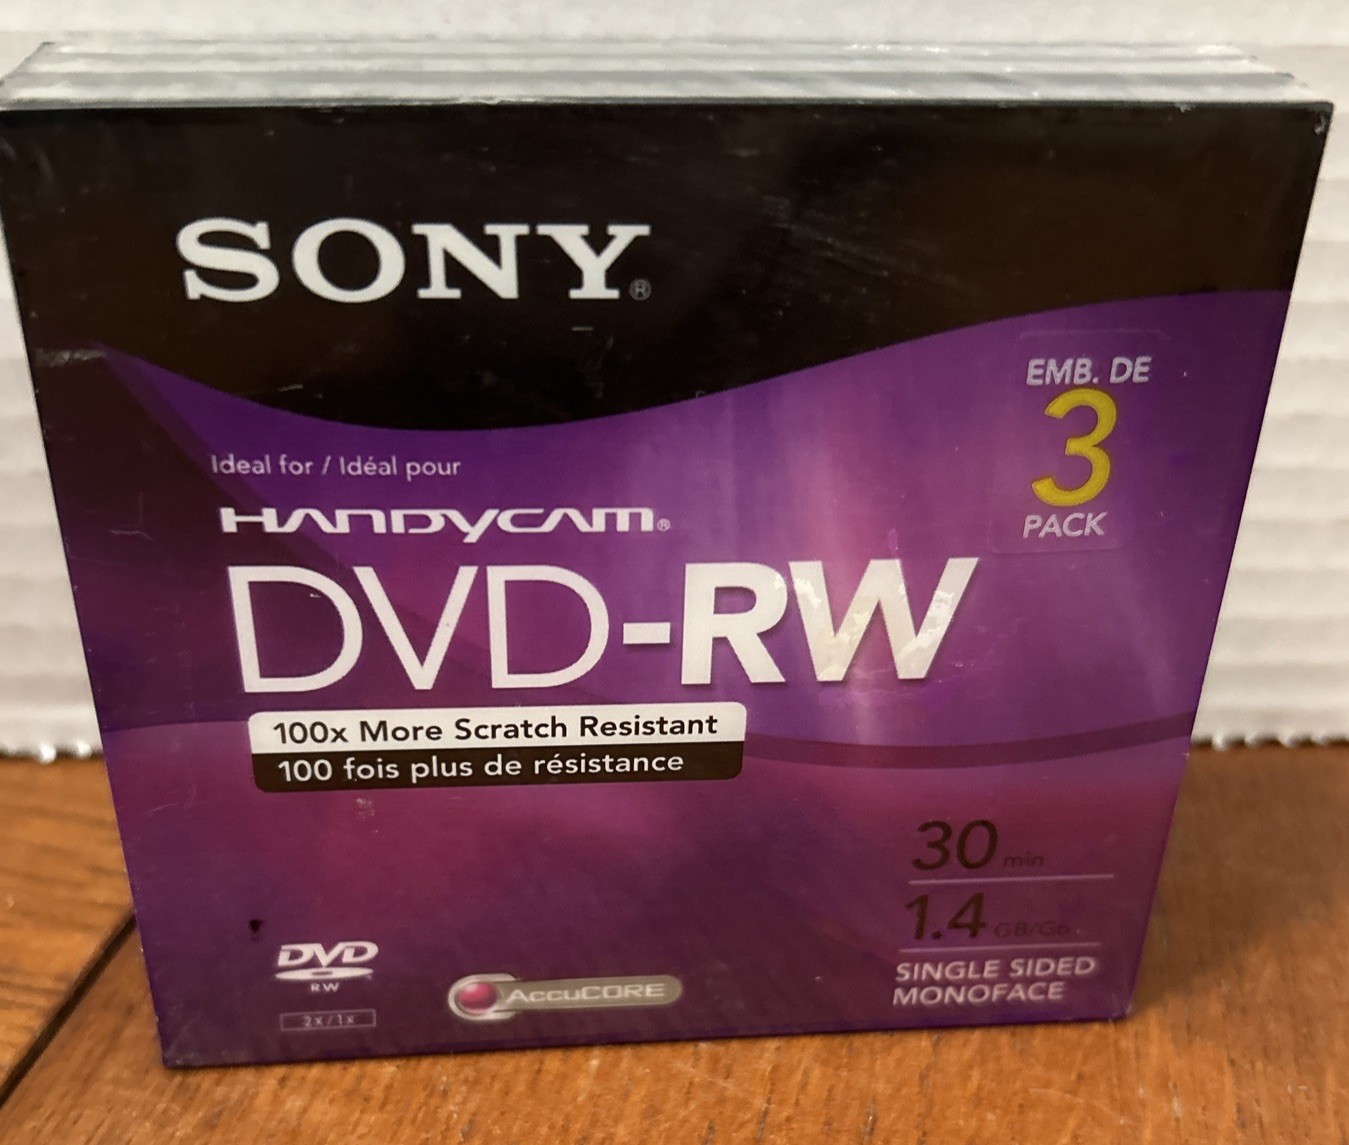 SONY®
EMB. DE
3
PACK
Ideal for / Idéal pour
HANDYCAM®
DVD-RW
100x More Scratch Resistant
100 fois plus de résistance
30 min
1.4 GB/Go
SINGLE SIDED
MONOFACE
DVD
RW
2x/1x
AccuCORE